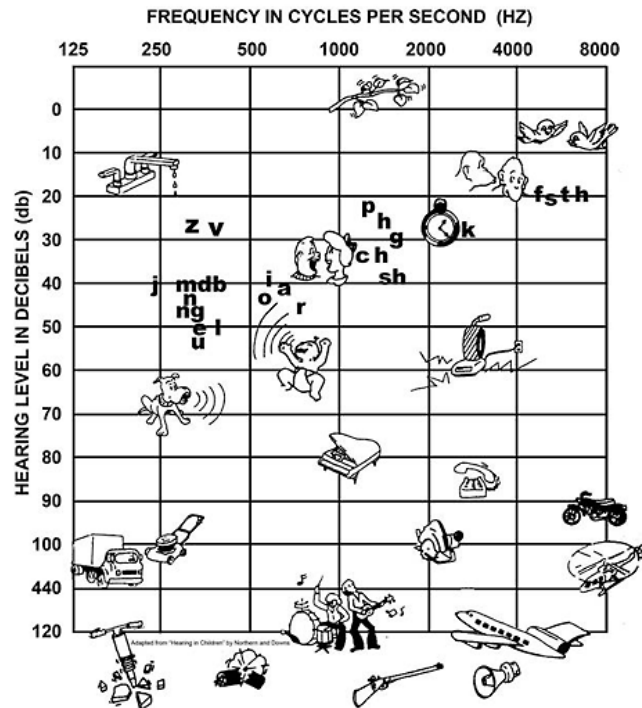 FREQUENCY IN CYCLES PER SECOND (HZ)
125 250 500 1000 2000 4000 8000
HEARING LEVEL IN DECIBELS (db)
0
10
20
f s t h
p
h
z v
k
g
30
c h
sh
i
40
j
mdb
a
n
o
r
ng
50
e l
u
60
70
80
90
100
440
120
Adapted from "Hearing in Children" by Northern and Downs.